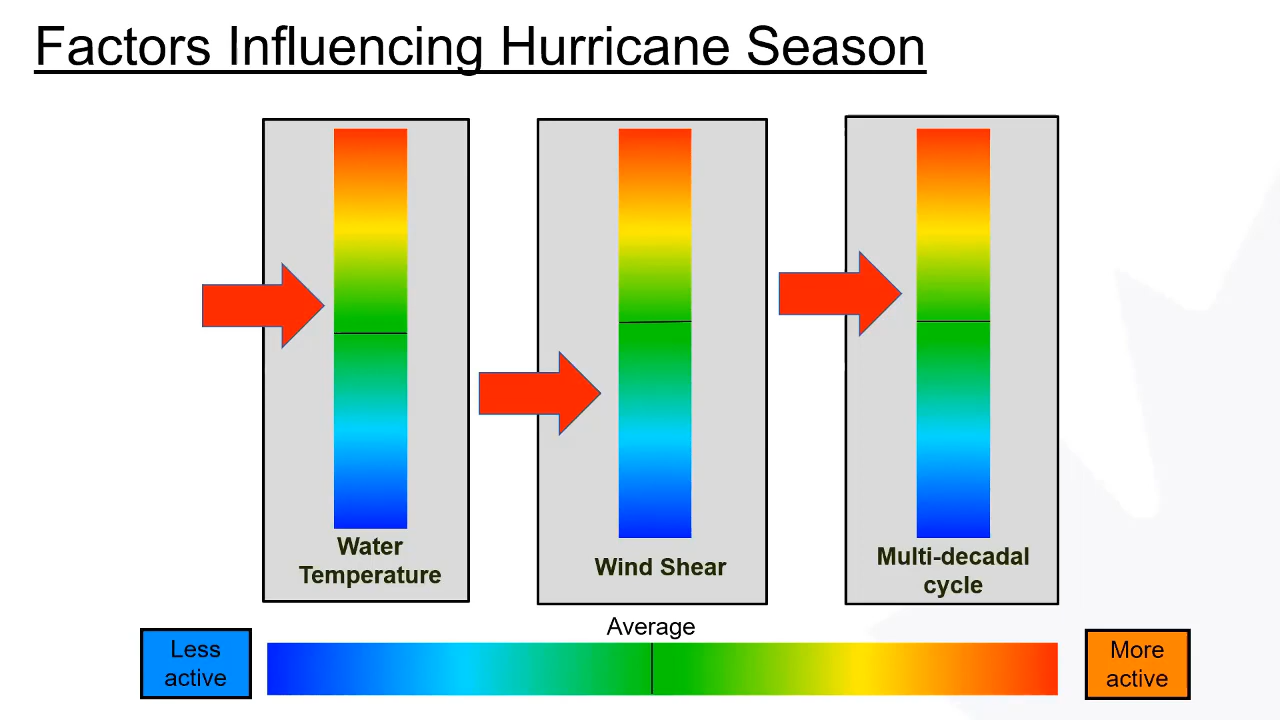 Factors Influencing Hurricane Season
Water
Temperature
Wind Shear
Multi-decadal
cycle
Average
Less
active
More
active